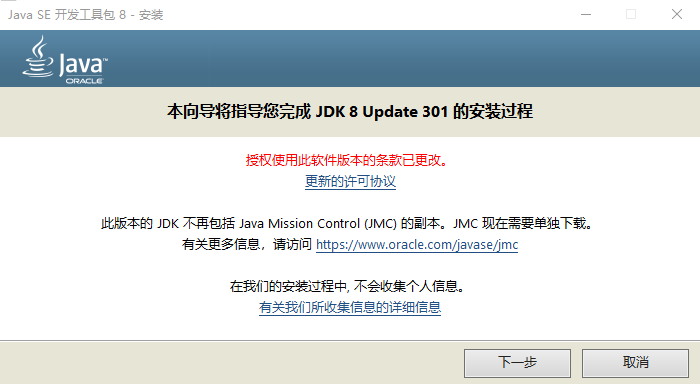 Java SE 开发工具包 8 - 安装
Java™
ORACLE
本向导将指导您完成 JDK 8 Update 301 的安装过程
授权使用此软件版本的条款已更改。
更新的许可协议
此版本的 JDK 不再包括 Java Mission Control (JMC) 的副本。JMC 现在需要单独下载。
有关更多信息，请访问 https://www.oracle.com/javase/jmc
在我们的安装过程中, 不会收集个人信息。
有关我们所收集信息的详细信息
下一步
取消